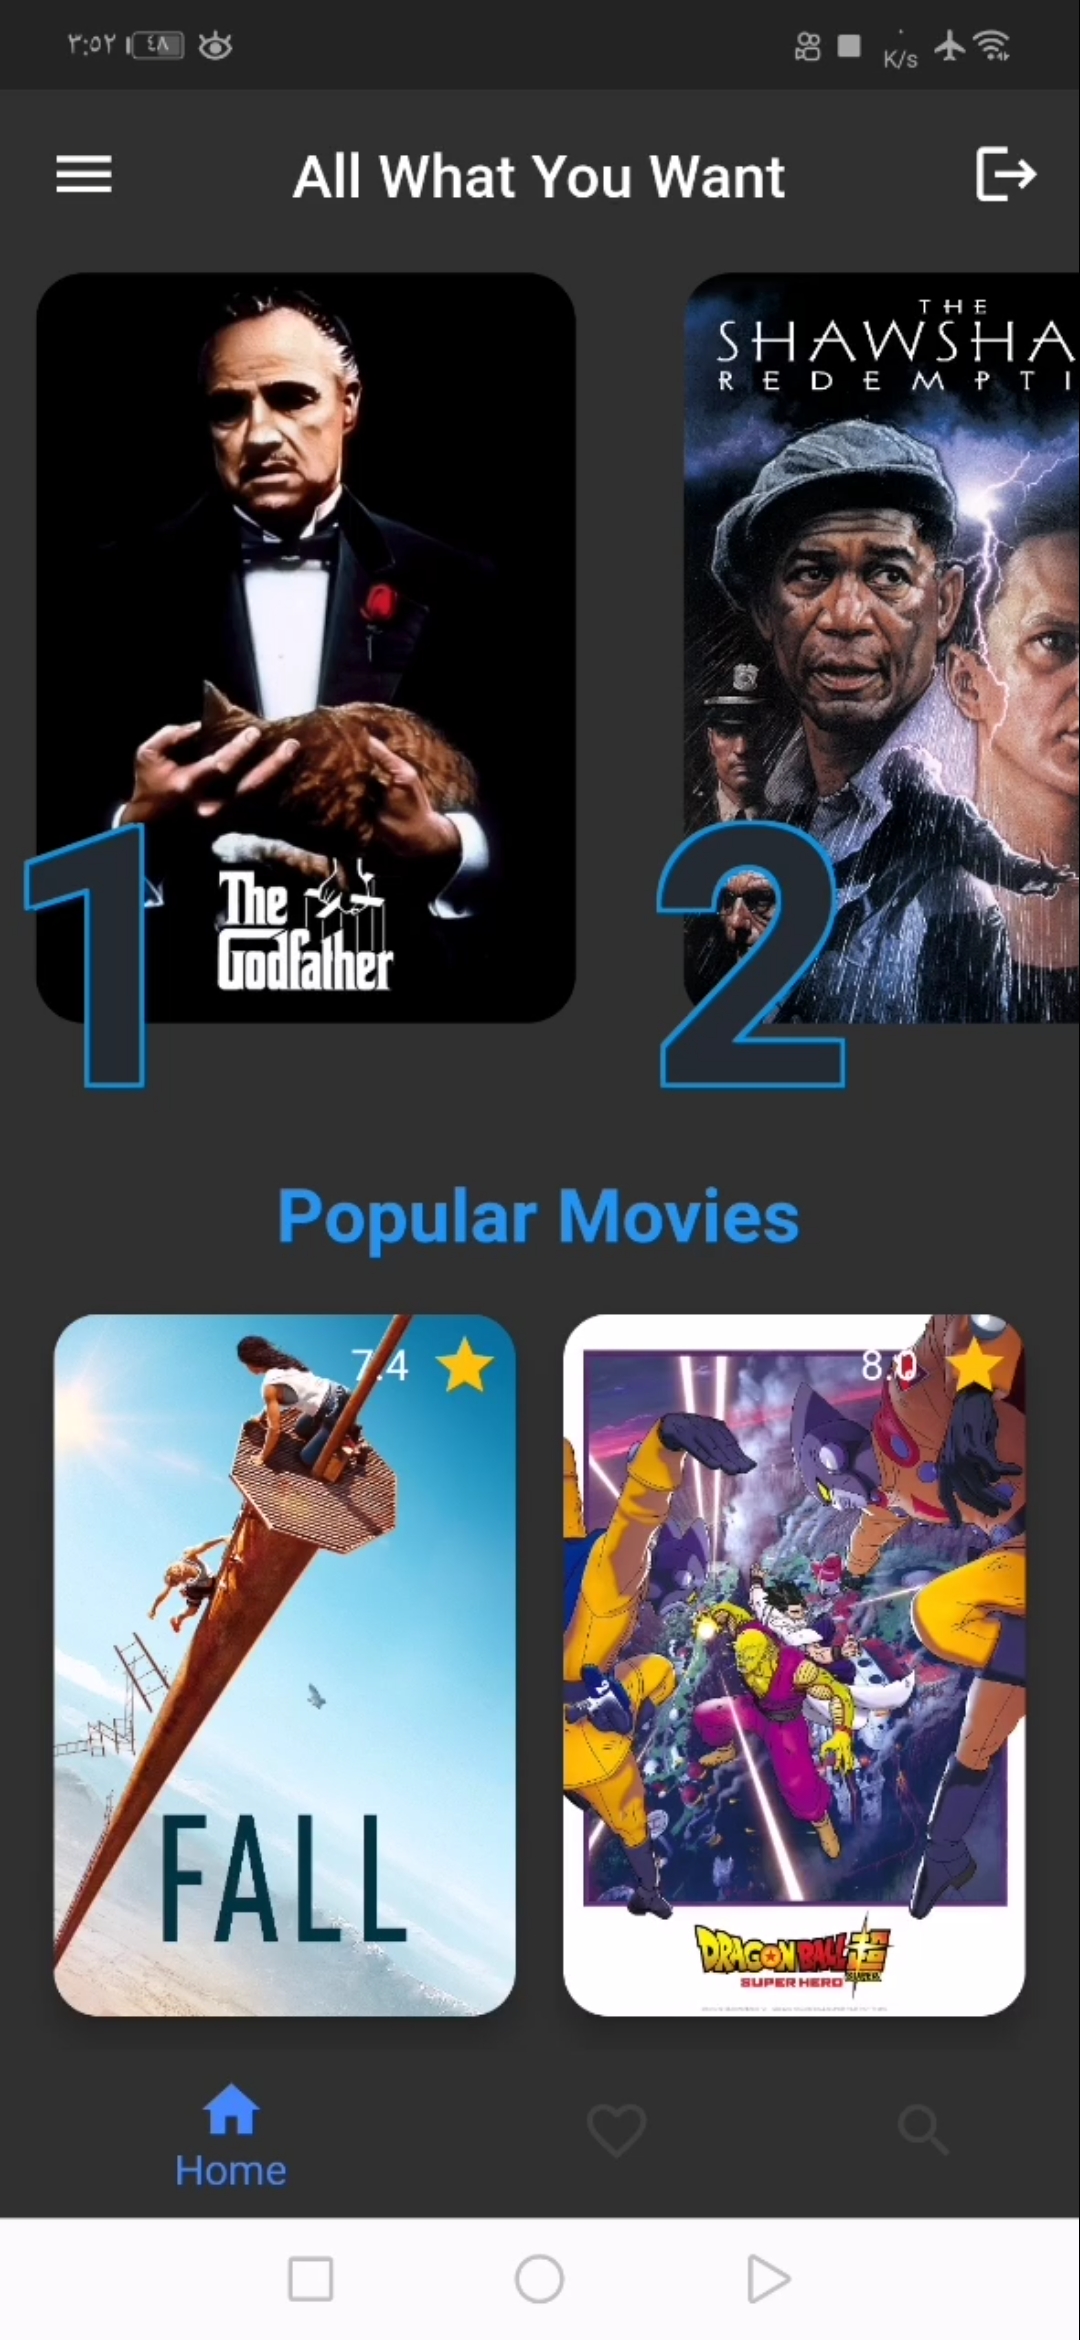 ٣:٥٢ ٤٨
K/s
All What You Want
THE
SHAWSHA
REDEMPTI
The
Godfather
1
2
Popular Movies
7.4
8.0
FALL
DRAGON BALL 超
SUPER HERO SUPER
Home